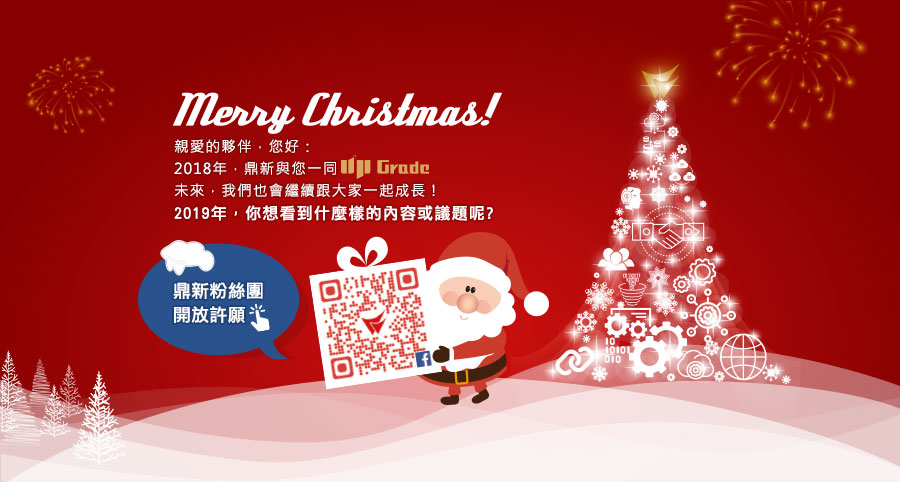 Merry Christmas!
親愛的夥伴，您好：
2018年，鼎新與您一同Up Grade
未來，我們也會繼續跟大家一起成長！
2019年，你想看到什麼樣的內容或議題呢?
鼎新粉絲團
開放許願
f
10
10101
010